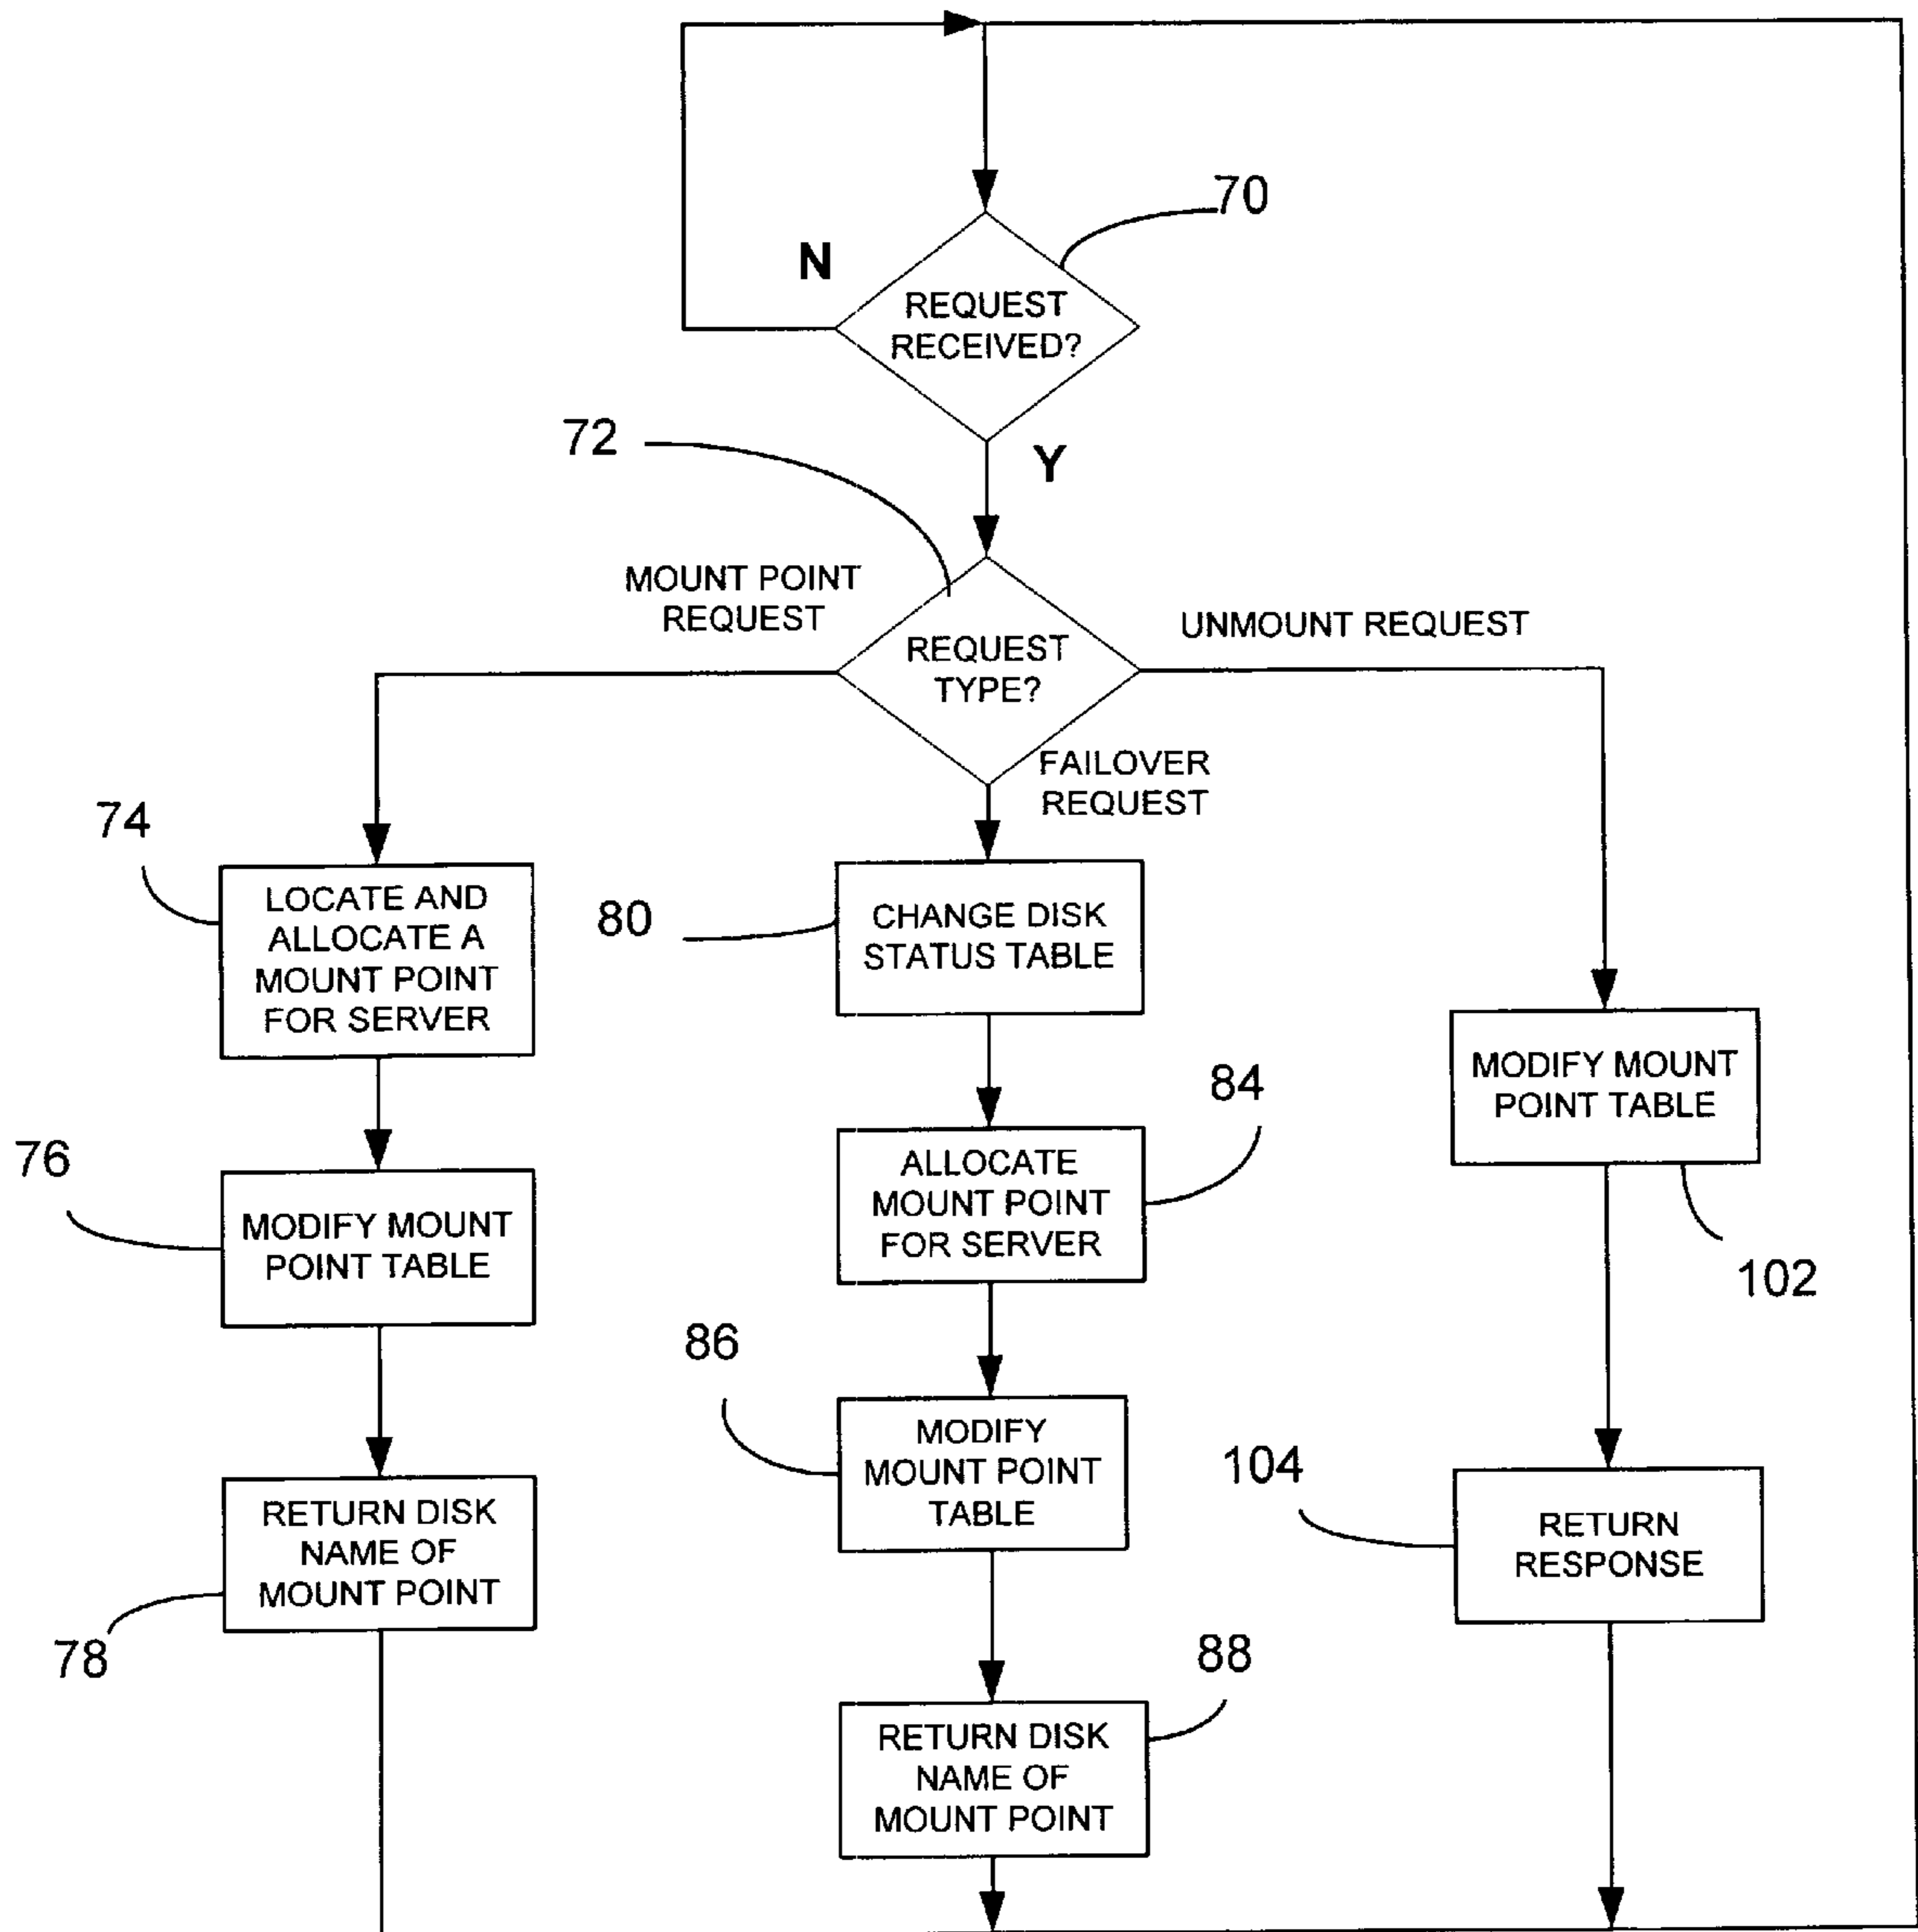 70
N
REQUEST
RECEIVED?
72
Y
MOUNT POINT
REQUEST
UNMOUNT REQUEST
REQUEST
TYPE?
FAILOVER
REQUEST
74
LOCATE AND
ALLOCATE A
MOUNT POINT
FOR SERVER
80
CHANGE DISK
STATUS TABLE
MODIFY MOUNT
POINT TABLE
102
84
ALLOCATE
MOUNT POINT
FOR SERVER
76
MODIFY MOUNT
POINT TABLE
86
MODIFY
MOUNT POINT
TABLE
104
RETURN
RESPONSE
RETURN DISK
NAME OF
MOUNT POINT
78
88
RETURN DISK
NAME OF
MOUNT POINT